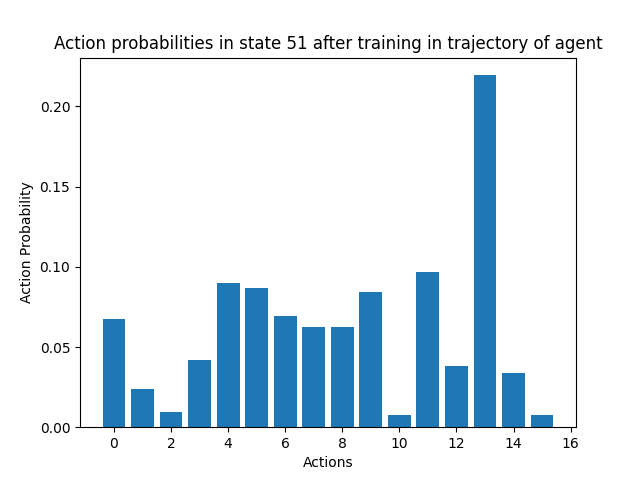 Action probabilities in state 51 after training in trajectory of agent
0.20
0.15
0.10
0.05
0.00
Action Probability
0 2 4 6 8 10 12 14 16
Actions